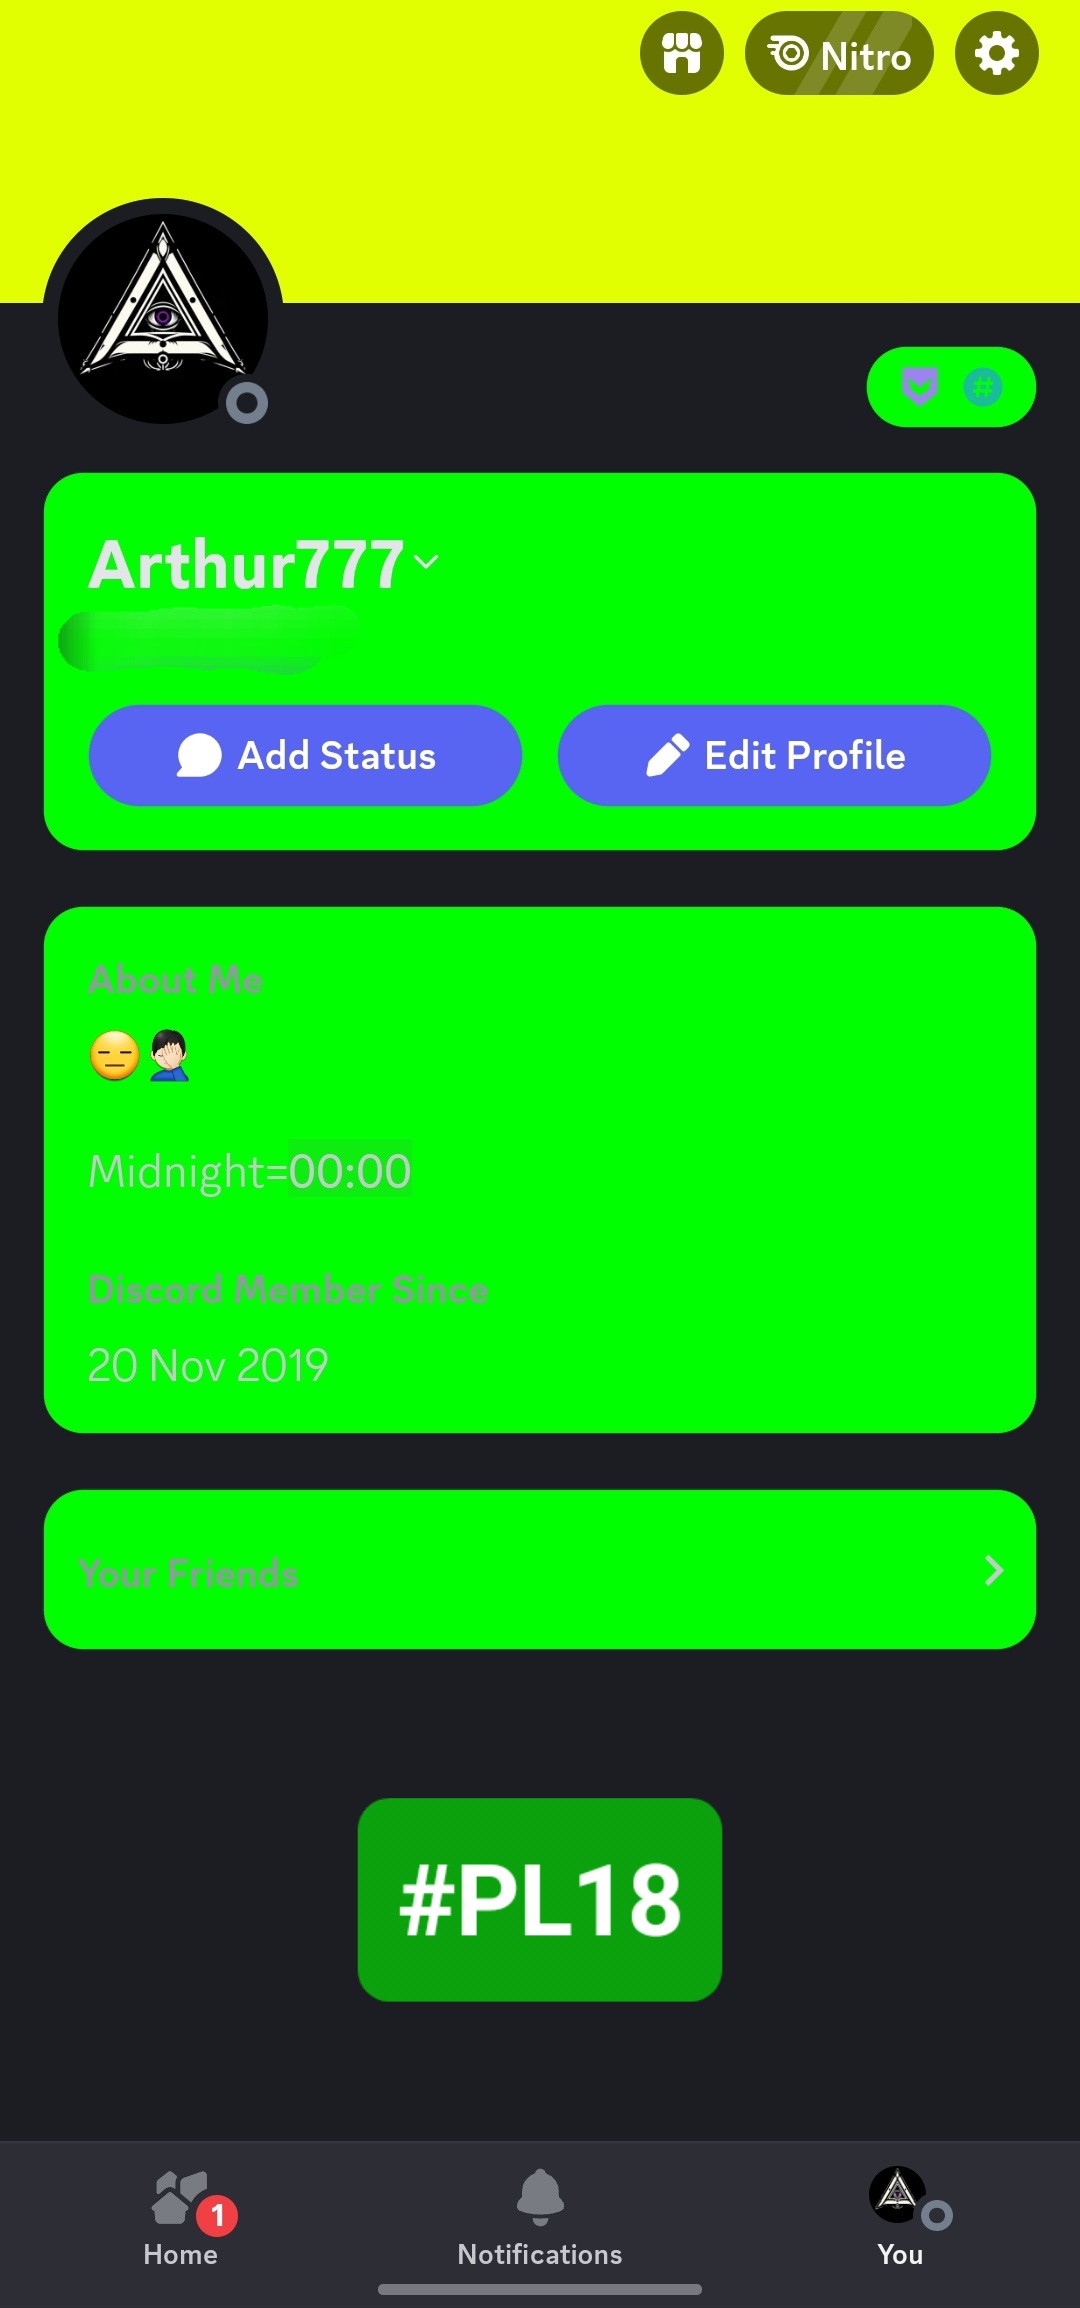 Nitro
Arthur777
Add Status
Edit Profile
About Me
😑🤦🏻‍♂️
Midnight=00:00
Discord Member Since
20 Nov 2019
Your Friends
#PL18
1
Home
Notifications
You